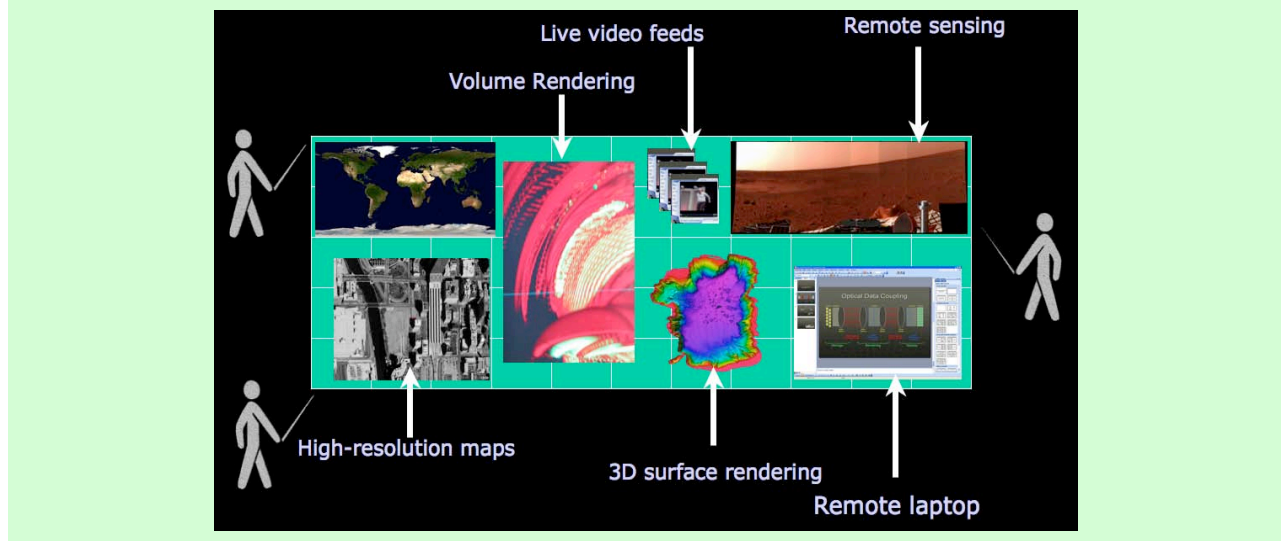 Live video feeds
Remote sensing
Volume Rendering
Optical Data Coupling
High-resolution maps
3D surface rendering
Remote laptop